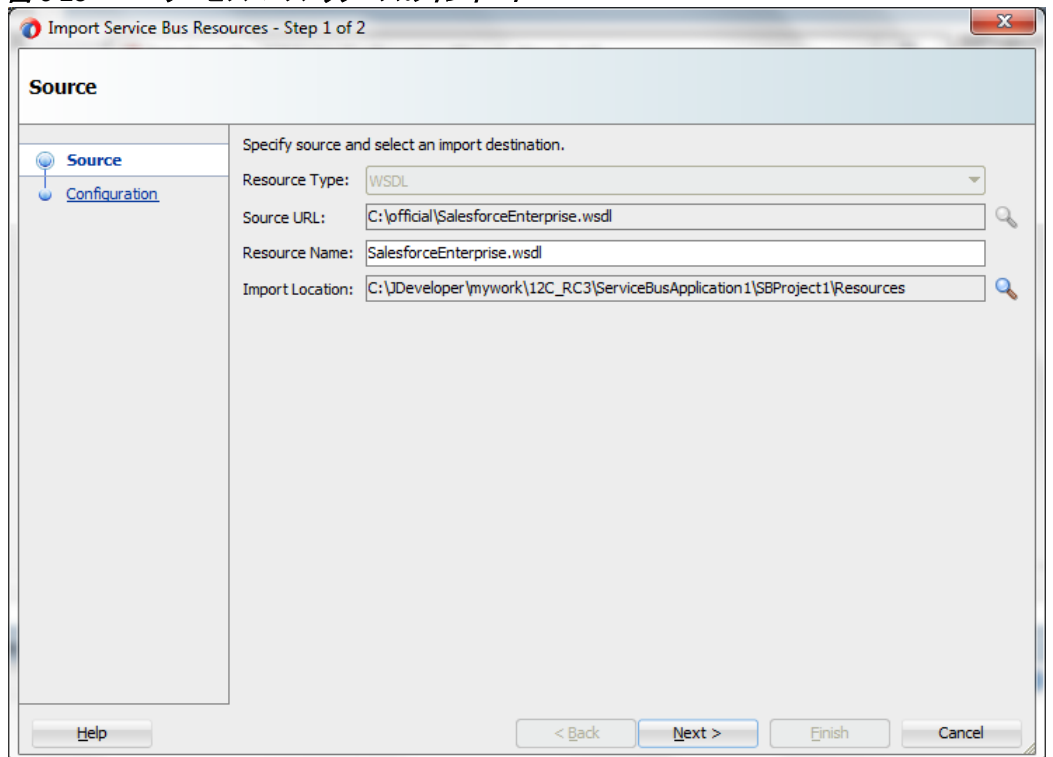 Import Service Bus Resources - Step 1 of 2
Source
Source
Configuration
Specify source and select an import destination.
Resource Type: WSDL
Source URL: C:\official\SalesforceEnterprise.wsdl
Resource Name: SalesforceEnterprise.wsdl
Import Location: C:\JDeveloper\mywork\12C_RC3\ServiceBusApplication1\SBProject1\Resources
Help
< Back
Next >
Finish
Cancel